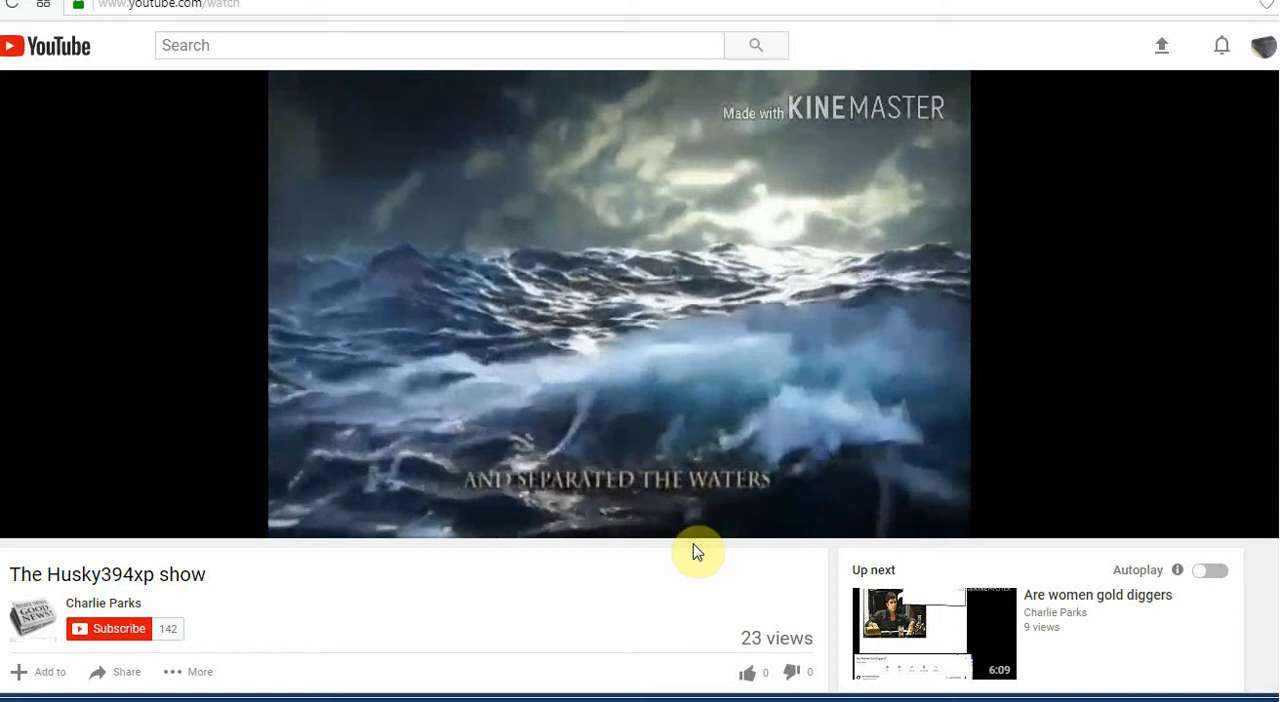 www.youtube.com/watch
YouTube
Search
Made with KINEMASTER
AND SEPARATED THE WATERS
The Husky394xp show
Charlie Parks
Subscribe 142
23 views
Add to Share More
0 0
Up next
Autoplay
Are women gold diggers
Charlie Parks
9 views
6:09